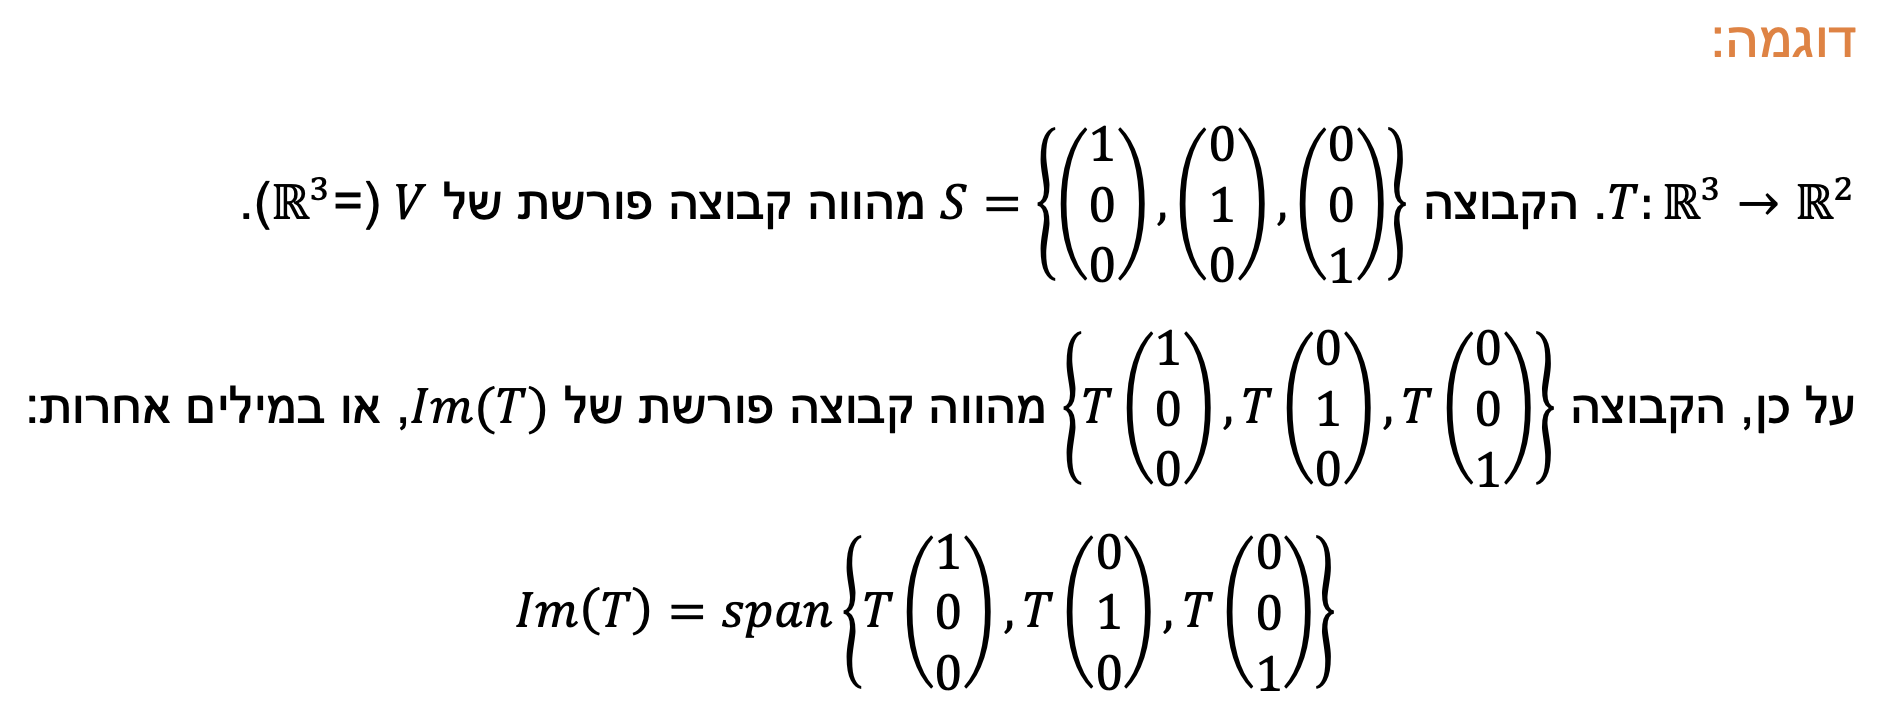 דוגמה:
T: ℝ³ → ℝ². הקבוצה S = {(1 0 0), (0 1 0), (0 0 1)} מהווה קבוצה פורשת של V (=ℝ³).
על כן, הקבוצה {T(1 0 0), T(0 1 0), T(0 0 1)} מהווה קבוצה פורשת של Im(T), או במילים אחרות:
Im(T) = span {T(1 0 0), T(0 1 0), T(0 0 1)}